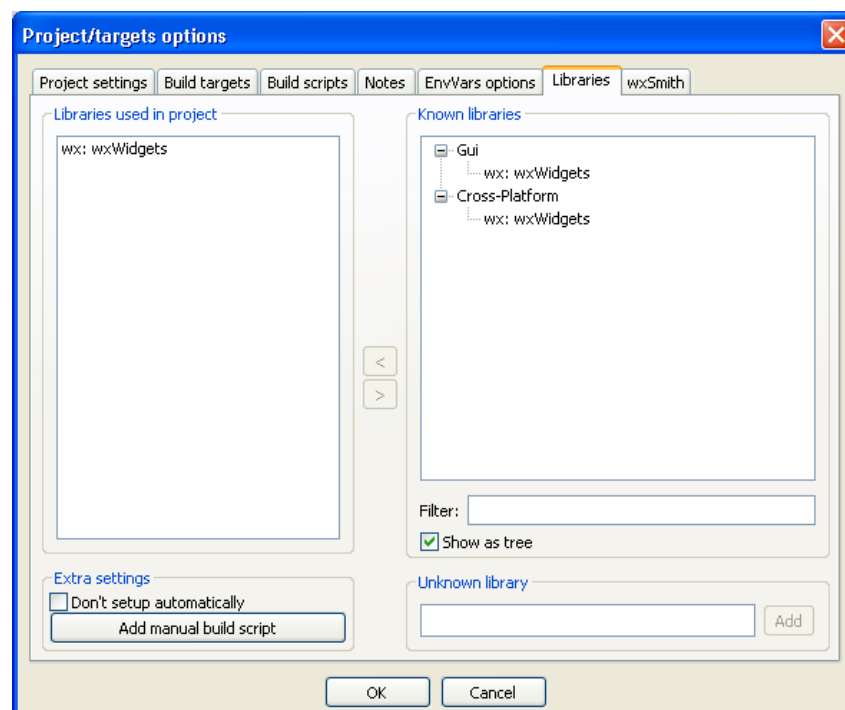 Project/targets options
Project settings Build targets Build scripts Notes EnvVars options Libraries wxSmith
Libraries used in project
wx: wxWidgets
Known libraries
Gui
wx: wxWidgets
Cross-Platform
wx: wxWidgets
<
>
Filter:
Show as tree
Extra settings
Don't setup automatically
Add manual build script
Unknown library
Add
OK Cancel